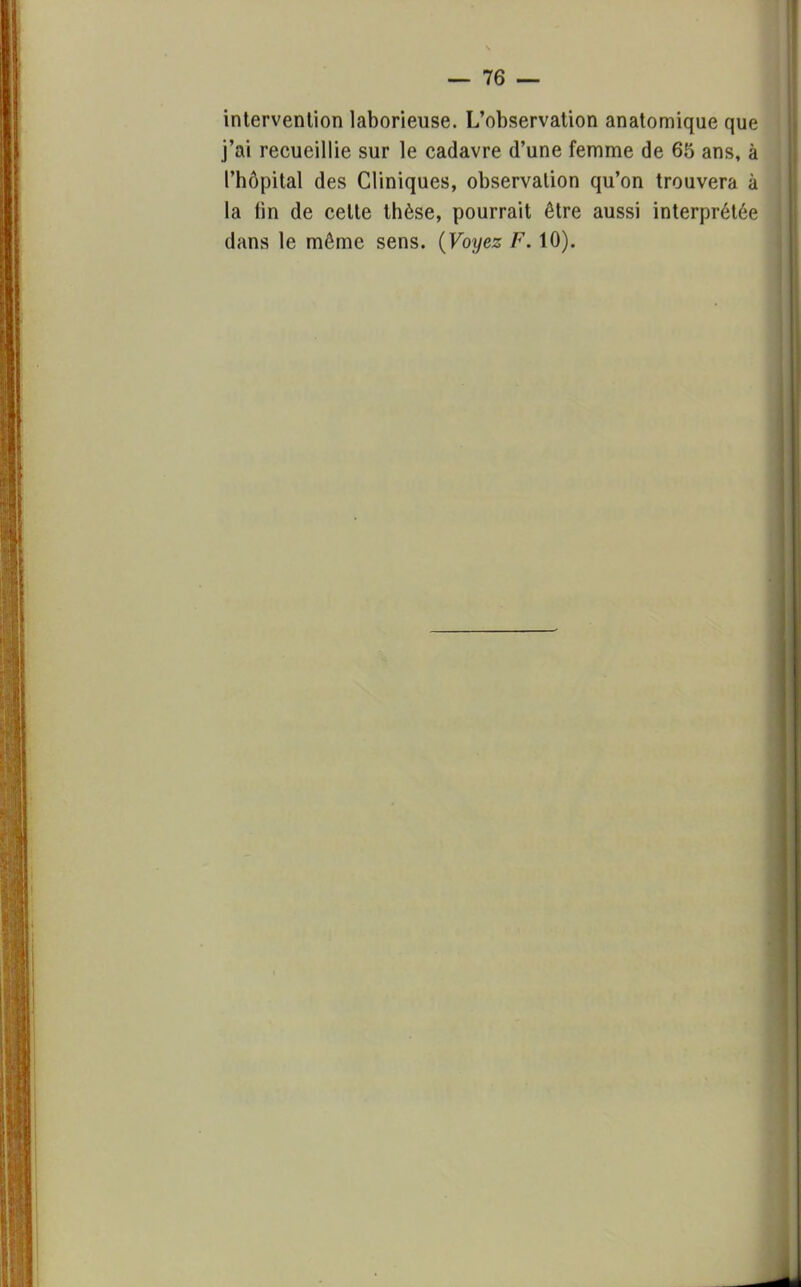 — 76 —
intervention laborieuse. L’observation anatomique que
j’ai recueillie sur le cadavre d’une femme de 65 ans, à
l’hôpital des Cliniques, observation qu’on trouvera à
la fin de cette thèse, pourrait être aussi interprétée
dans le même sens. (Voyez F. 10).